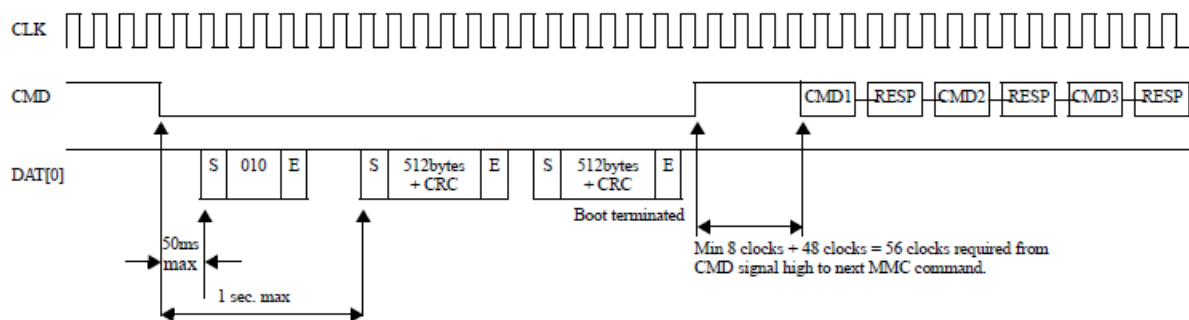 CLK
CMD
CMD1 RESP CMD2 RESP CMD3 RESP
DAT[0]
S 010 E S 512bytes + CRC E S 512bytes + CRC E
Boot terminated
50ms
max
Min 8 clocks + 48 clocks = 56 clocks required from
CMD signal high to next MMC command.
1 sec. max